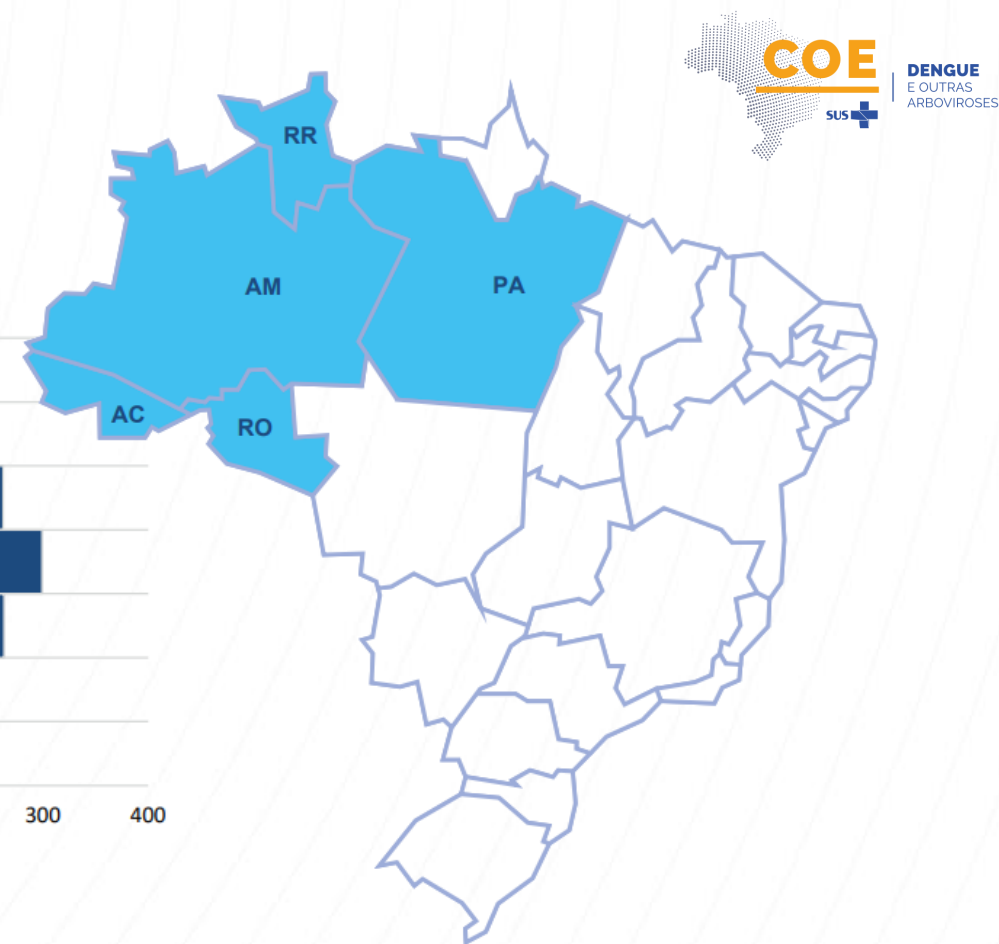 COE
SUS
DENGUE
E OUTRAS
ARBOVIROSES
RR
AM
PA
AC
RO
300
400